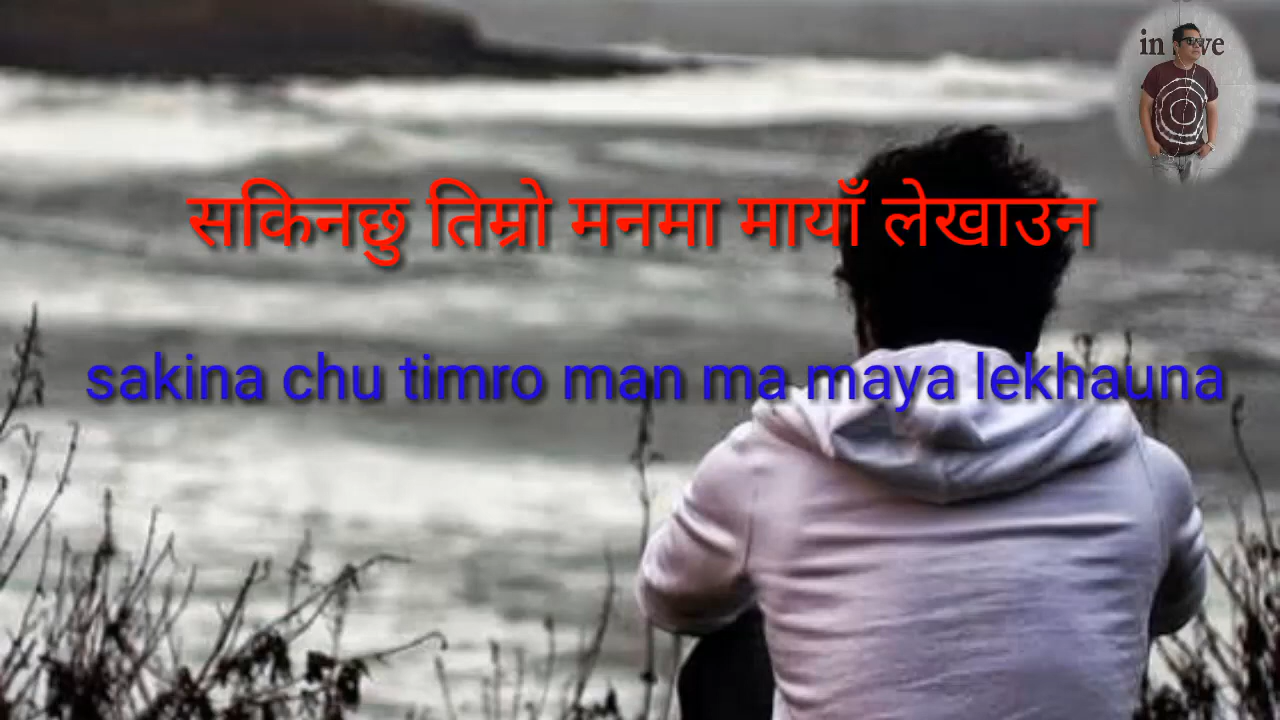 in
सकिनछु तिम्रो मनमा मायाँ लेखाउन
sakina chu timro man ma maya lekhauna